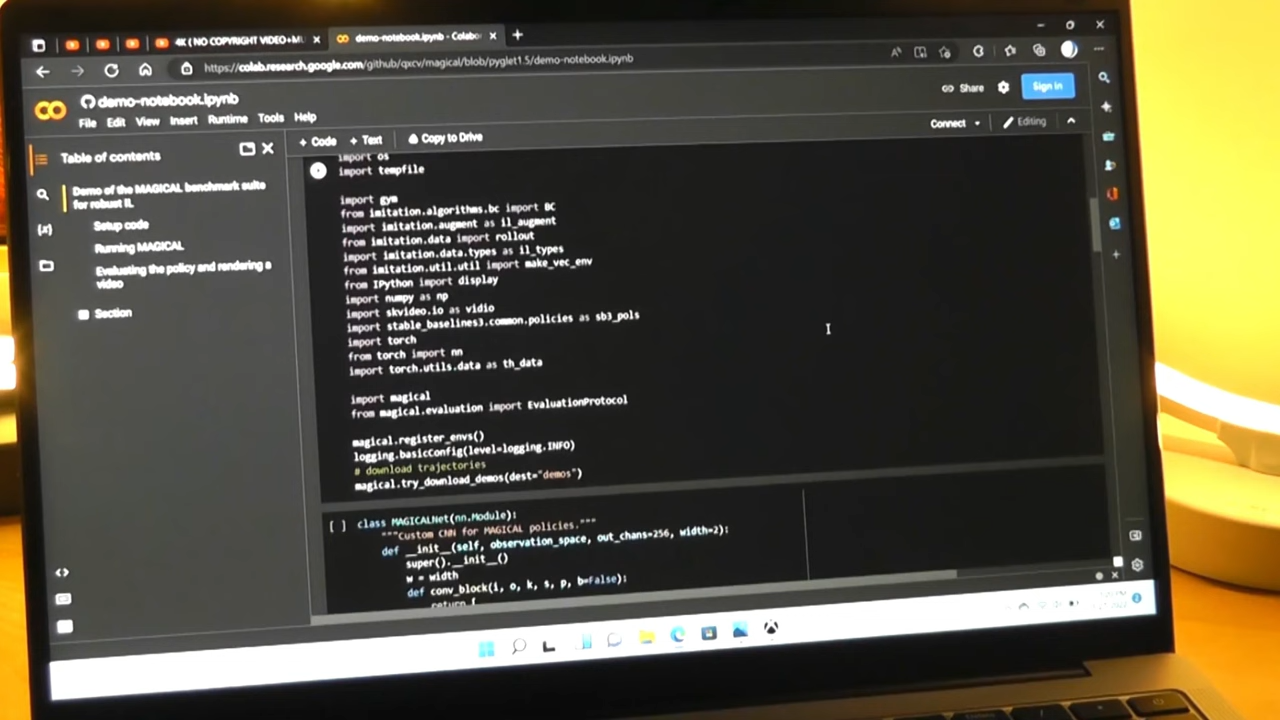 4K ( NO COPYRIGHT VIDEO+MU
demo-notebook.ipynb - Colabo
https://colab.research.google.com/github/qxcv/magical/blob/pyglet1.5/demo-notebook.ipynb
demo-notebook.ipynb
Share
Sign in
File Edit View Insert Runtime Tools Help
Connect
Editing
+ Code + Text Copy to Drive
Table of contents
Demo of the MAGICAL benchmark suite
for robust IL
Setup code
Running MAGICAL
Evaluating the policy and rendering a
video
Section
import os
import tempfile
import gym
from imitation.algorithms.bc import BC
import imitation.augment as il_augment
from imitation.data import rollout
import imitation.data.types as il_types
from imitation.util.util import make_vec_env
from IPython import display
import numpy as np
import skvideo.io as vidio
import stable_baselines3.common.policies as sb3_pols
import torch
from torch import nn
import torch.utils.data as th_data
import magical
from magical.evaluation import EvaluationProtocol
magical.register_envs()
logging.basicConfig(level=logging.INFO)
# download trajectories
magical.try_download_demos(dest="demos")
[ ] class MAGICALNet(nn.Module):
"""Custom CNN for MAGICAL policies."""
def __init__(self, observation_space, out_chans=256, width=2):
super().__init__()
w = width
def conv_block(i, o, k, s, p, b=False):
return [